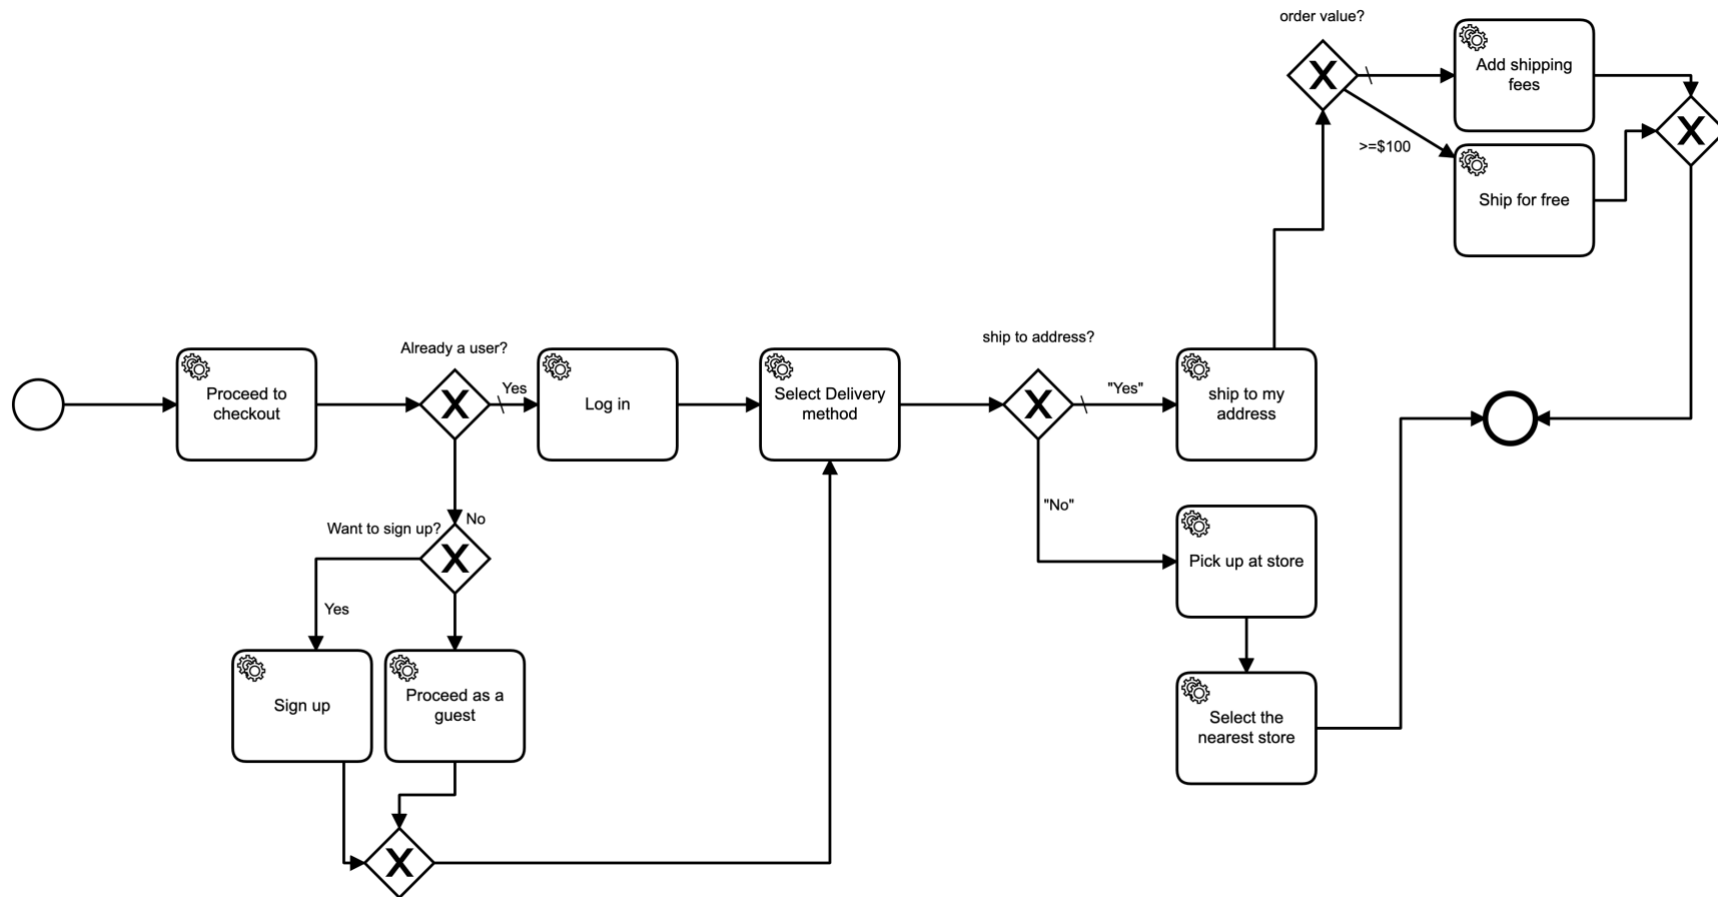 order value?
Add shipping
fees
>=$100
Ship for free
Already a user?
ship to address?
Proceed to
checkout
Yes
Log in
Select Delivery
method
"Yes"
ship to my
address
"No"
No
Want to sign up?
Pick up at store
Yes
Sign up
Proceed as a
guest
Select the
nearest store